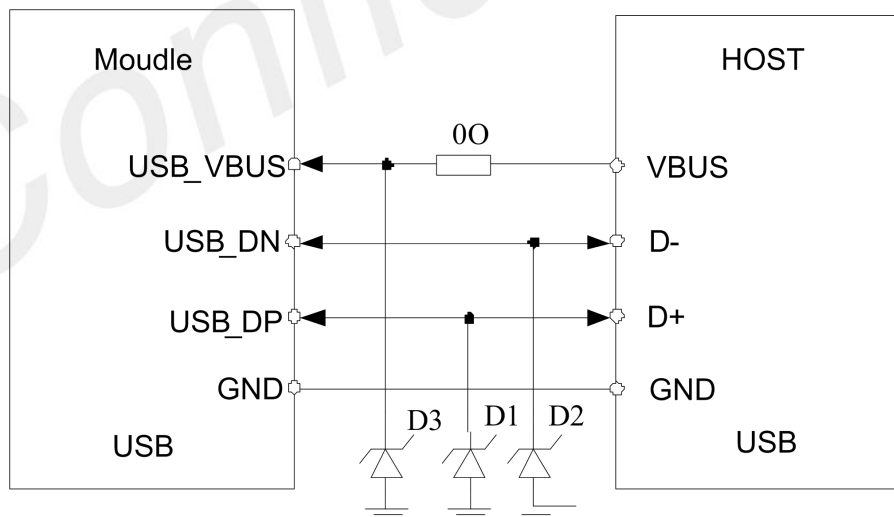 Moudle
HOST
0O
USB_VBUS
VBUS
USB_DN
D-
USB_DP
D+
GND
GND
D3
D1
D2
USB
USB